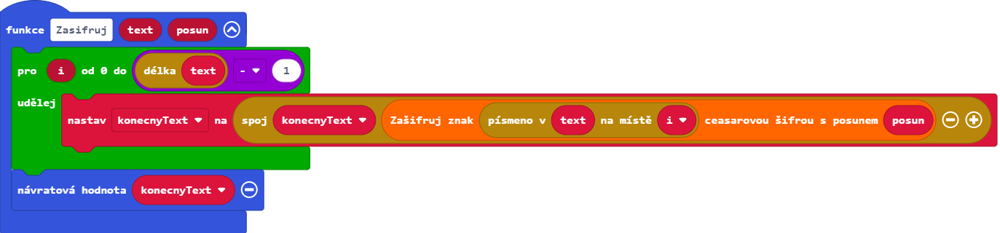 funkce Zasifruj text posun
pro i od 0 do délka text - 1
udělej
nastav konecnyText na spoj konecnyText Zašifruj znak písmeno v text na místě i ceasarovou šifrou s posunem posun
návratová hodnota konecnyText